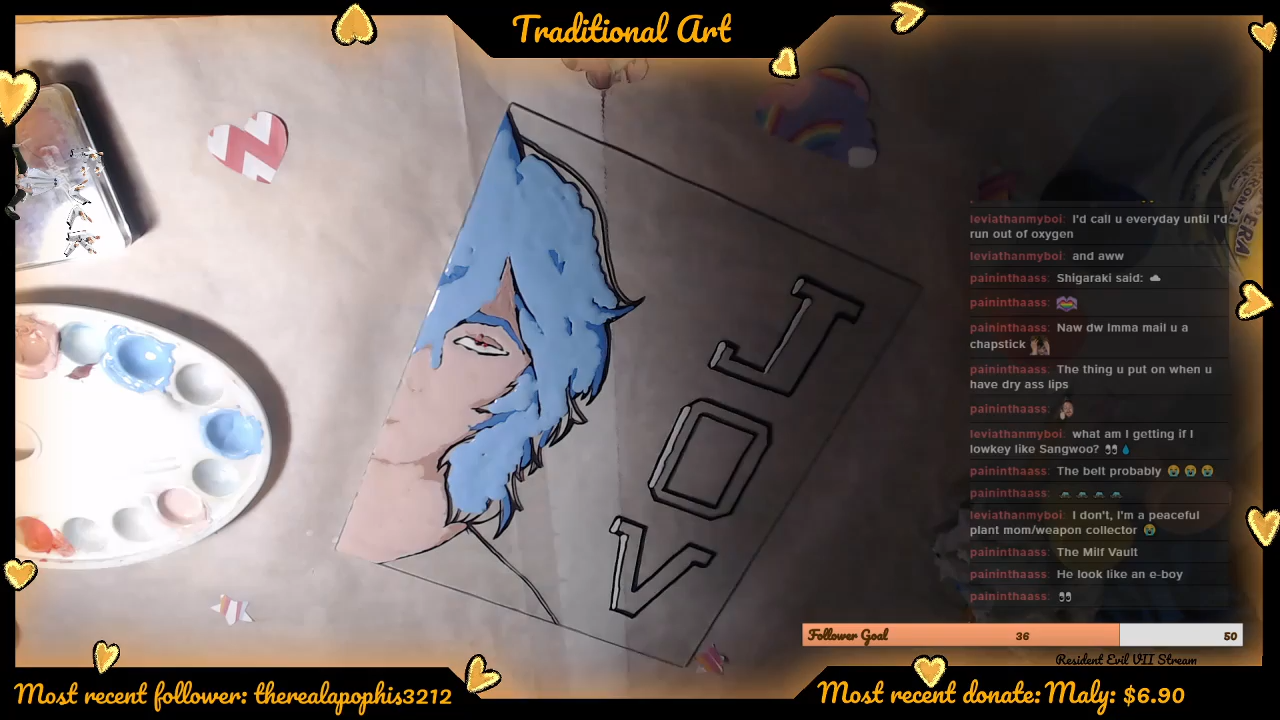 Traditional Art
leviathanmyboi: I'd call u everyday until I'd
run out of oxygen
leviathanmyboi: and aww
paininthaass: Shigaraki said:
paininthaass:
paininthaass: Naw dw Imma mail u a
chapstick
paininthaass: The thing u put on when u
have dry ass lips
paininthaass:
leviathanmyboi: what am I getting if I
lowkey like Sangwoo?
paininthaass: The belt probably
paininthaass:
leviathanmyboi: I don't, I'm a peaceful
plant mom/weapon collector
paininthaass: The Milf Vault
paininthaass: He look like an e-boy
paininthaass:
J
O
V
Follower Goal 36 50
Resident Evil VII Stream
Most recent follower: therealapophis3212
Most recent donate: Maly: $6.90